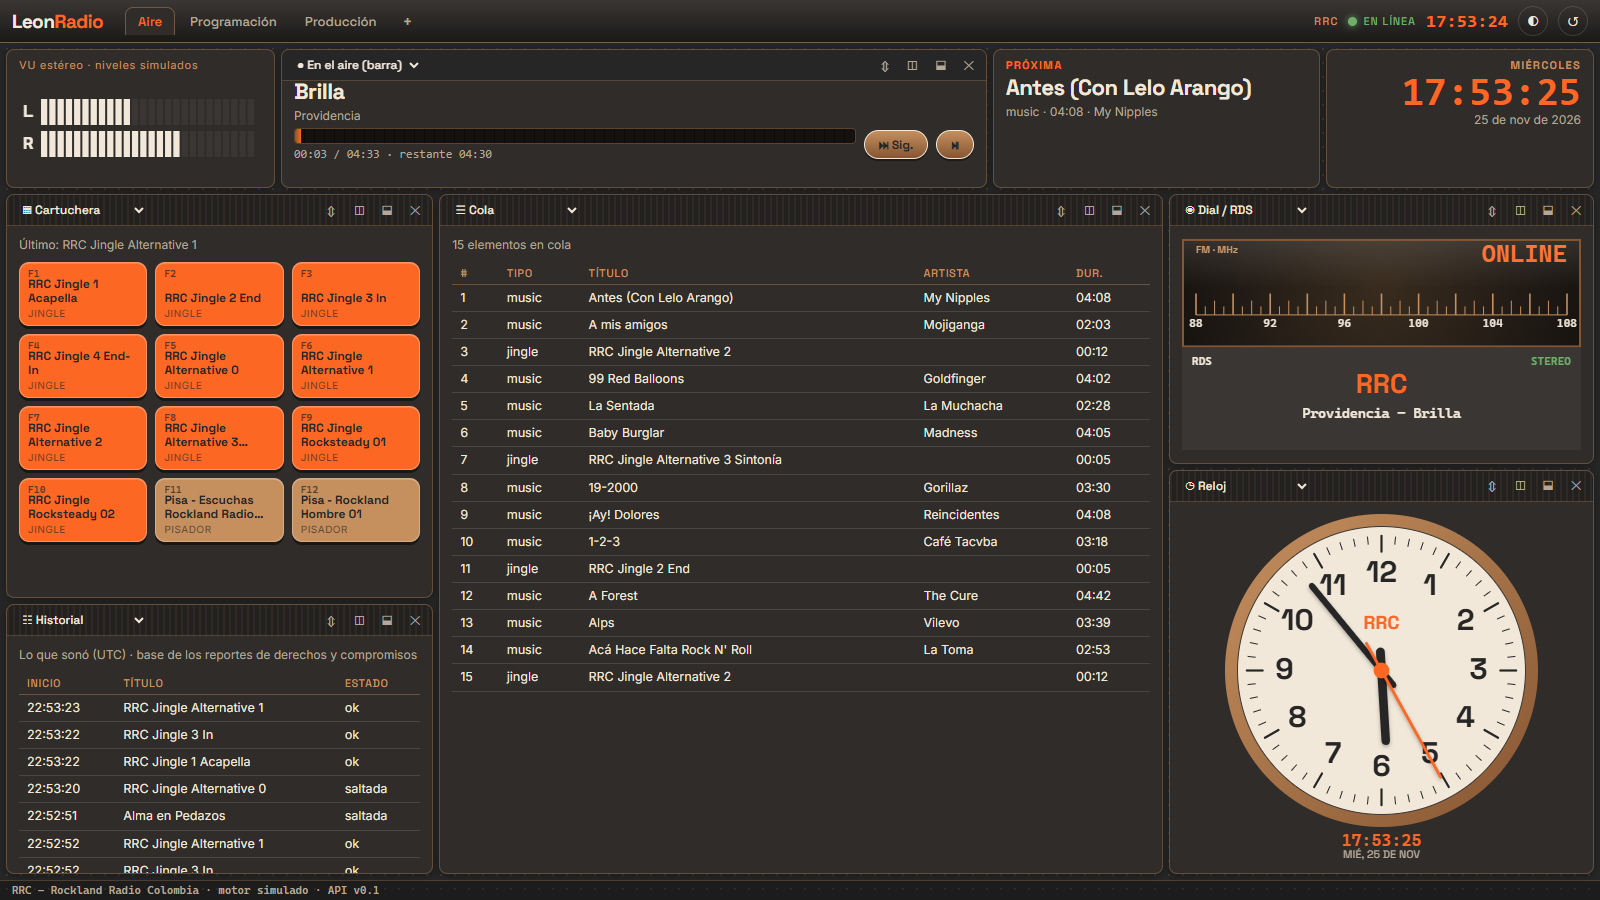 LeonRadio Aire Programación Producción + RRC EN LÍNEA 17:53:24
VU estéreo · niveles simulados
L
R
En el aire (barra)
Brilla
Providencia
00:03 / 04:33 · restante 04:30
Sig.
PRÓXIMA
Antes (Con Lelo Arango)
music · 04:08 · My Nipples
MIÉRCOLES
17:53:25
25 de nov de 2026
Cartuchera
Último: RRC Jingle Alternative 1
F1
RRC Jingle 1
Acapella
JINGLE
F2
RRC Jingle 2 End
JINGLE
F3
RRC Jingle 3 In
JINGLE
F4
RRC Jingle 4 End-
In
JINGLE
F5
RRC Jingle
Alternative 0
JINGLE
F6
RRC Jingle
Alternative 1
JINGLE
F7
RRC Jingle
Alternative 2
JINGLE
F8
RRC Jingle
Alternative 3...
JINGLE
F9
RRC Jingle
Rocksteady 01
JINGLE
F10
RRC Jingle
Rocksteady 02
JINGLE
F11
Pisa - Escuchas
Rockland Radio...
PISADOR
F12
Pisa - Rockland
Hombre 01
PISADOR
Historial
Lo que sonó (UTC) · base de los reportes de derechos y compromisos
INICIO TÍTULO ESTADO
22:53:23 RRC Jingle Alternative 1 ok
22:53:22 RRC Jingle 3 In ok
22:53:22 RRC Jingle 1 Acapella ok
22:53:20 RRC Jingle Alternative 0 saltada
22:52:51 Alma en Pedazos saltada
22:52:52 RRC Jingle Alternative 1 ok
22:52:52 RRC Jingle 3 In ok
Cola
15 elementos en cola
# TIPO TÍTULO ARTISTA DUR.
1 music Antes (Con Lelo Arango) My Nipples 04:08
2 music A mis amigos Mojiganga 02:03
3 jingle RRC Jingle Alternative 2 00:12
4 music 99 Red Balloons Goldfinger 04:02
5 music La Sentada La Muchacha 02:28
6 music Baby Burglar Madness 04:05
7 jingle RRC Jingle Alternative 3 Sintonía 00:05
8 music 19-2000 Gorillaz 03:30
9 music ¡Ay! Dolores Reincidentes 04:08
10 music 1-2-3 Café Tacvba 03:18
11 jingle RRC Jingle 2 End 00:05
12 music A Forest The Cure 04:42
13 music Alps Vilevo 03:39
14 music Acá Hace Falta Rock N' Roll La Toma 02:53
15 jingle RRC Jingle Alternative 2 00:12
Dial / RDS
FM · MHz ONLINE
88 92 96 100 104 108
RDS STEREO
RRC
Providencia — Brilla
Reloj
12
1
2
3
4
5
6
7
8
9
10
11
RRC
17:53:25
MIÉ, 25 DE NOV
RRC — Rockland Radio Colombia · motor simulado · API v0.1